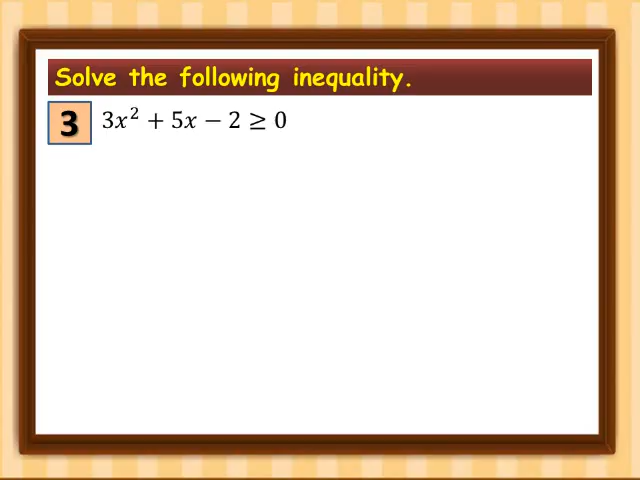 Solve the following inequality.
3 3𝑥² + 5𝑥 − 2 ≥ 0